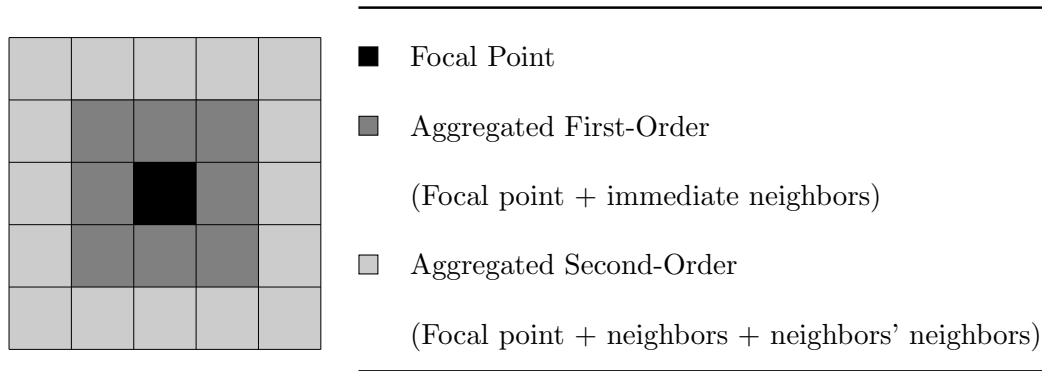 Focal Point
Aggregated First-Order
(Focal point + immediate neighbors)
Aggregated Second-Order
(Focal point + neighbors + neighbors’ neighbors)